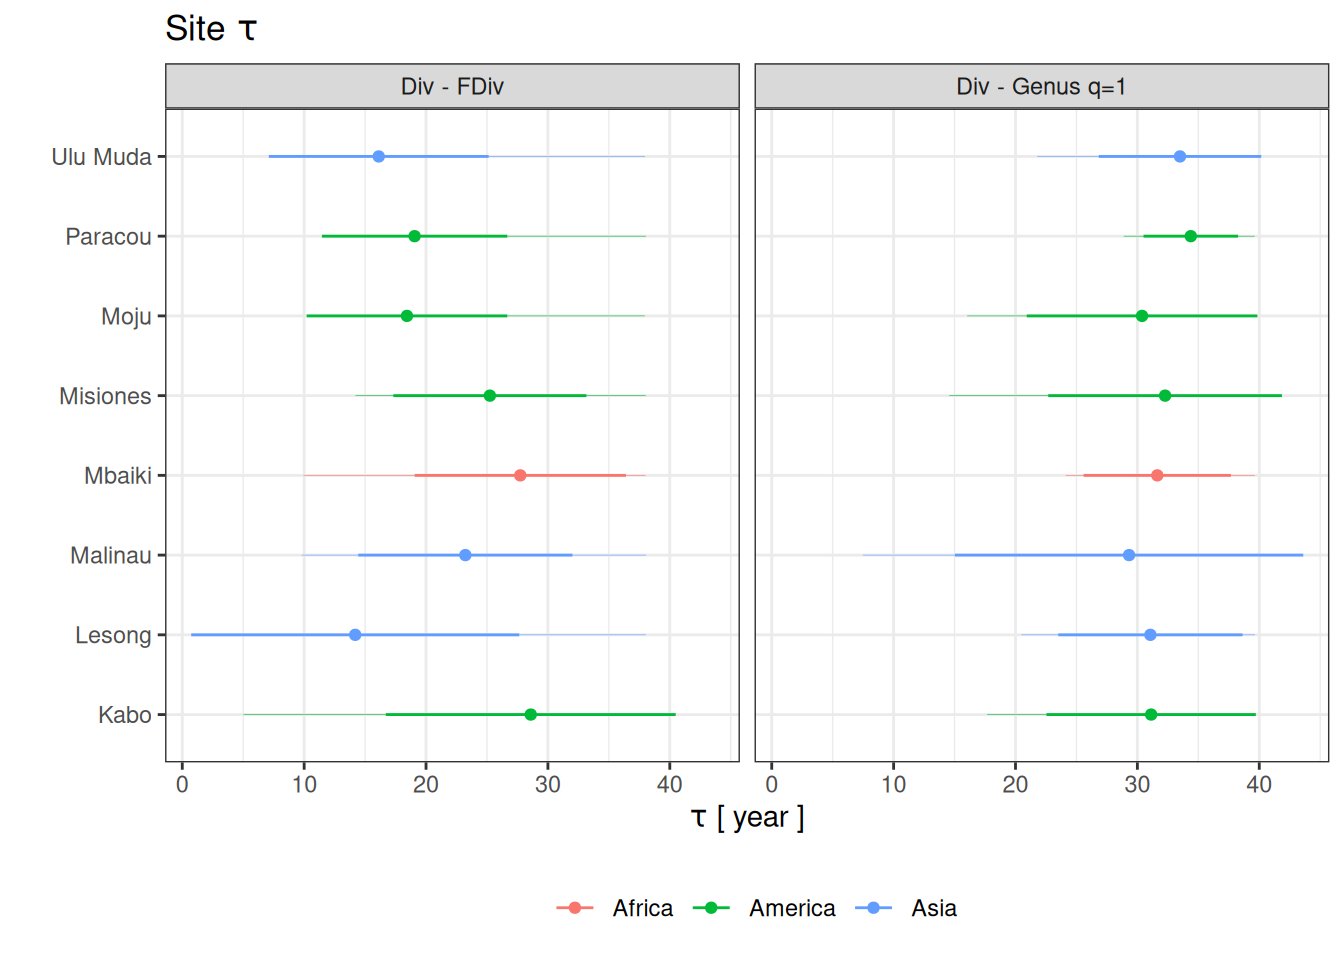 Site τ
Div - FDiv
Div - Genus q=1
Ulu Muda
Paracou
Moju
Misiones
Mbaiki
Malinau
Lesong
Kabo
0 10 20 30 40
0 10 20 30 40
τ [ year ]
Africa America Asia